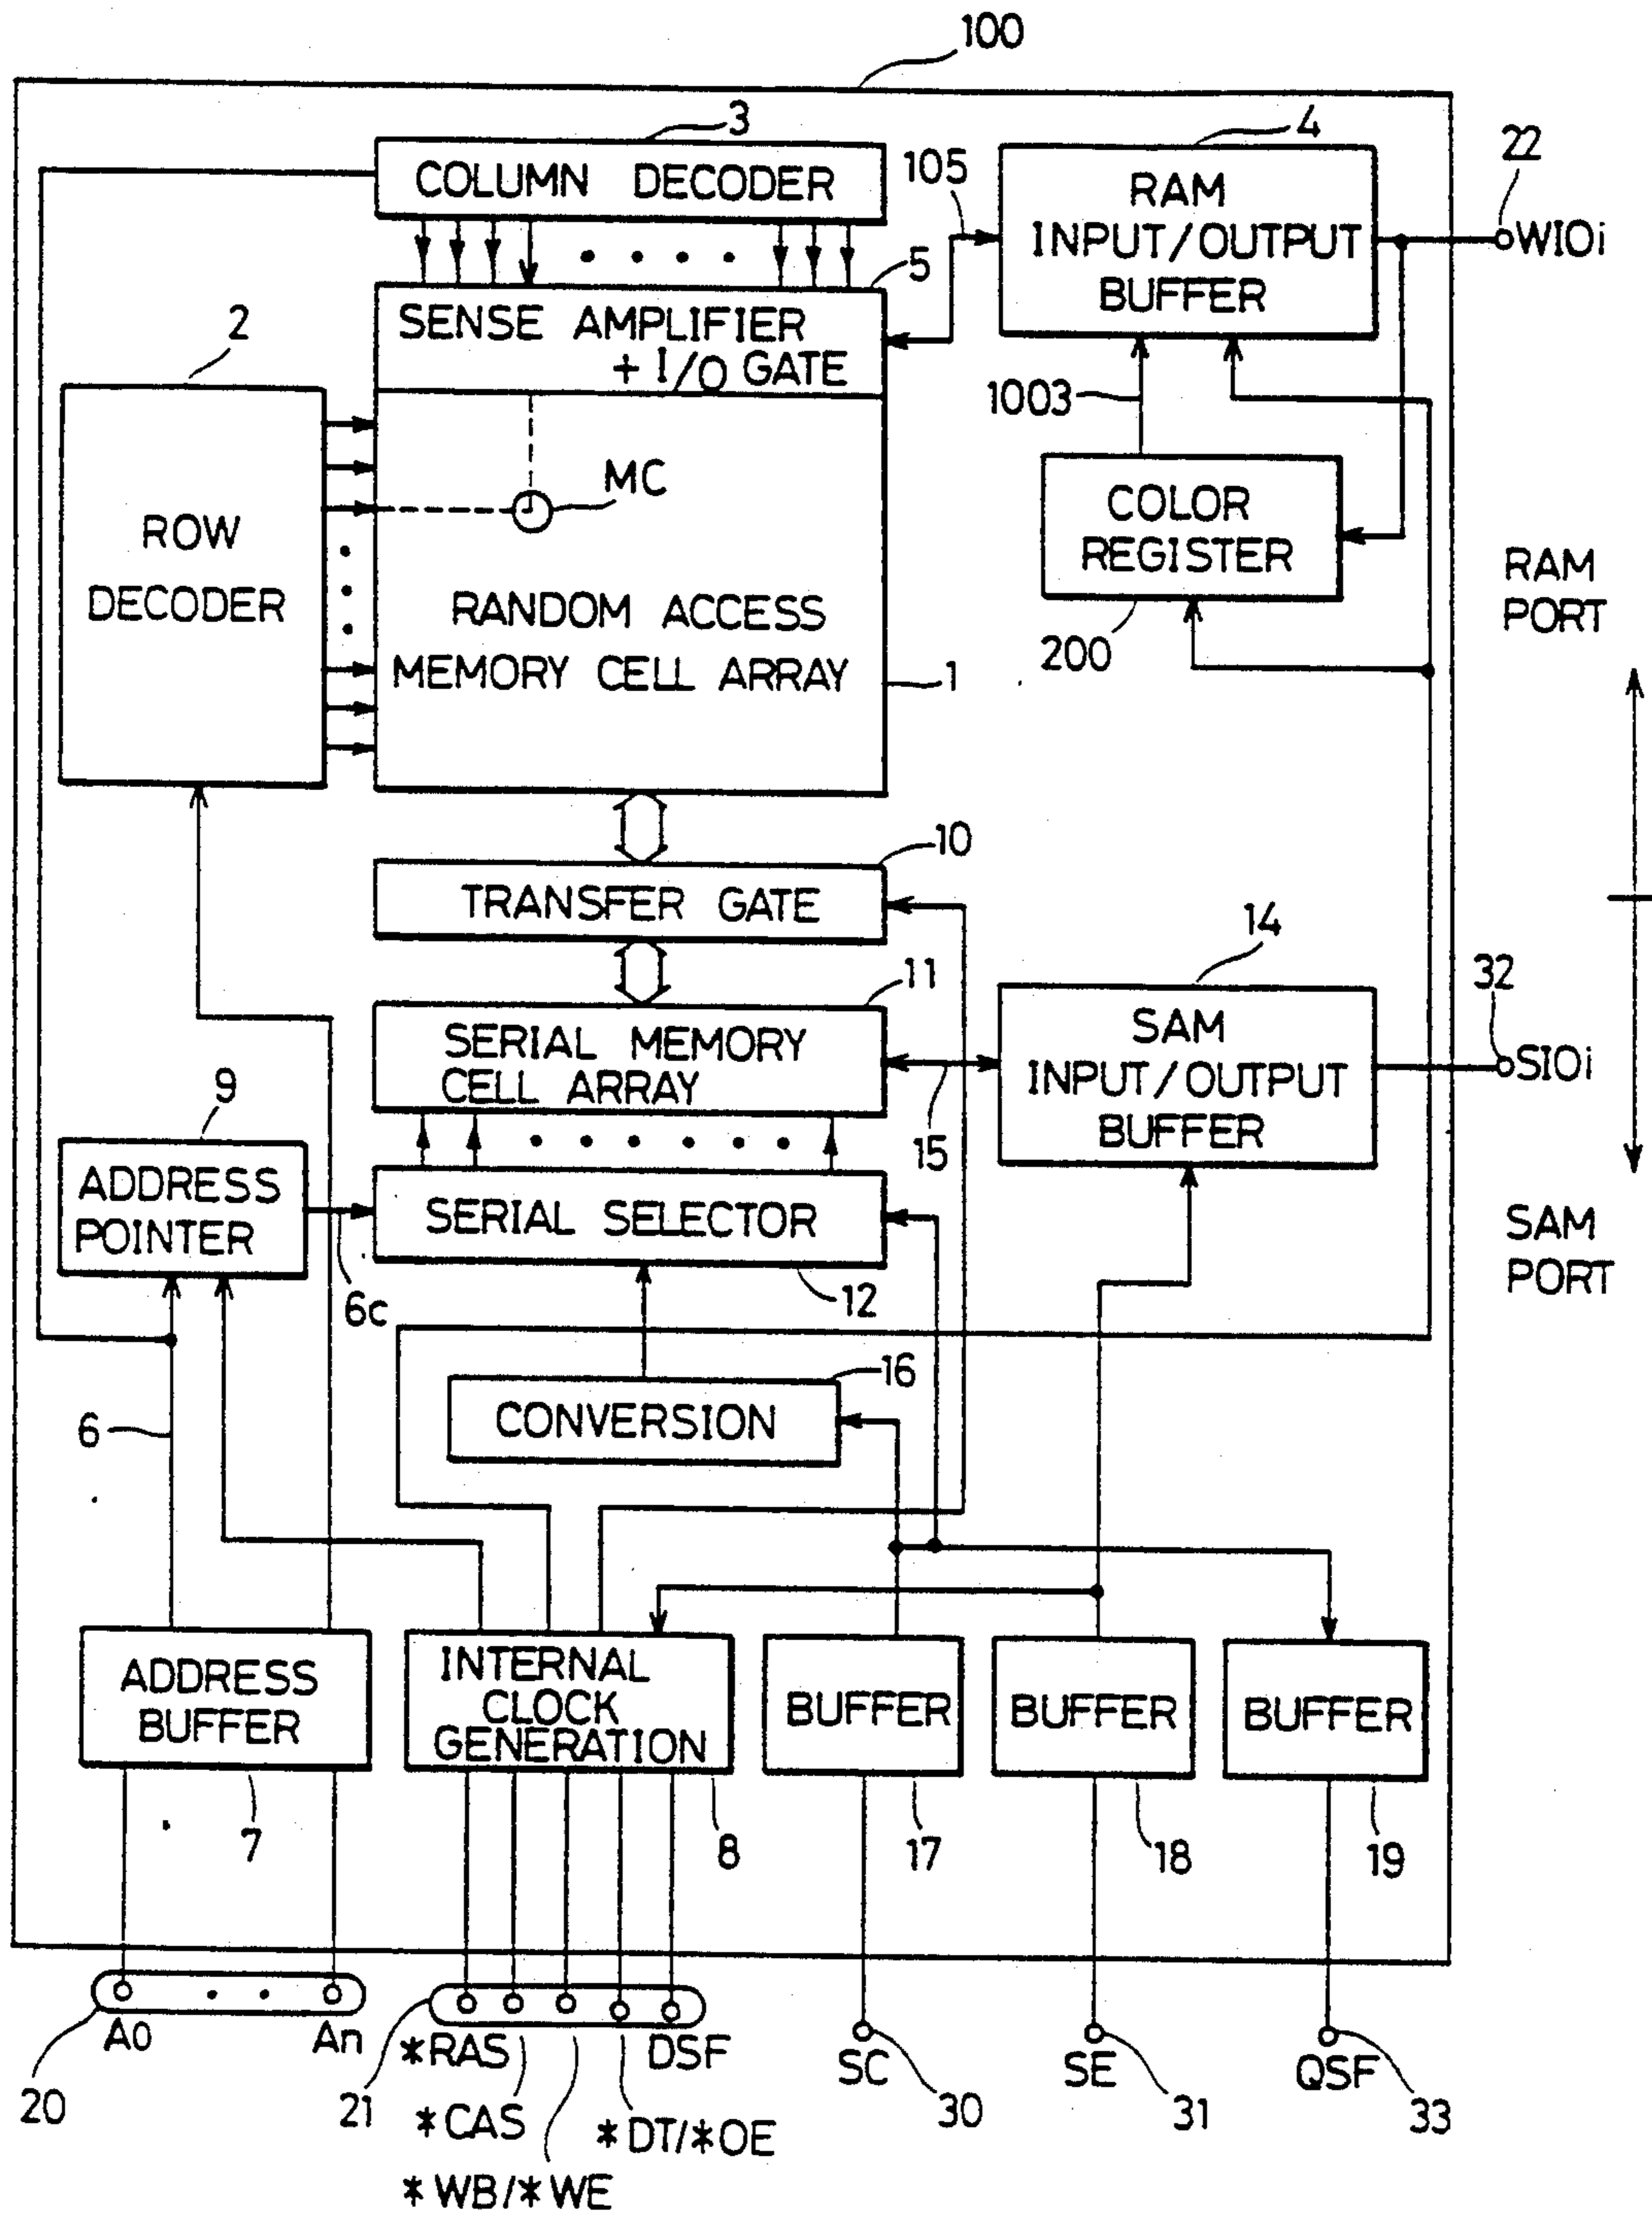 100
3
COLUMN DECODER
105
4
RAM
INPUT/OUTPUT
BUFFER
22
WIOi
5
SENSE AMPLIFIER
+ I/O GATE
2
ROW
DECODER
MC
RANDOM ACCESS
MEMORY CELL ARRAY
1
1003
COLOR
REGISTER
200
RAM
PORT
10
TRANSFER GATE
11
SERIAL MEMORY
CELL ARRAY
15
14
SAM
INPUT/OUTPUT
BUFFER
32
SIOi
SAM
PORT
9
ADDRESS
POINTER
6c
SERIAL SELECTOR
12
16
CONVERSION
6
ADDRESS
BUFFER
7
INTERNAL
CLOCK
GENERATION
8
BUFFER
17
BUFFER
18
BUFFER
19
20
A0
An
21
*RAS
*CAS
*WB/*WE
*DT/*OE
DSF
SC
30
SE
31
QSF
33